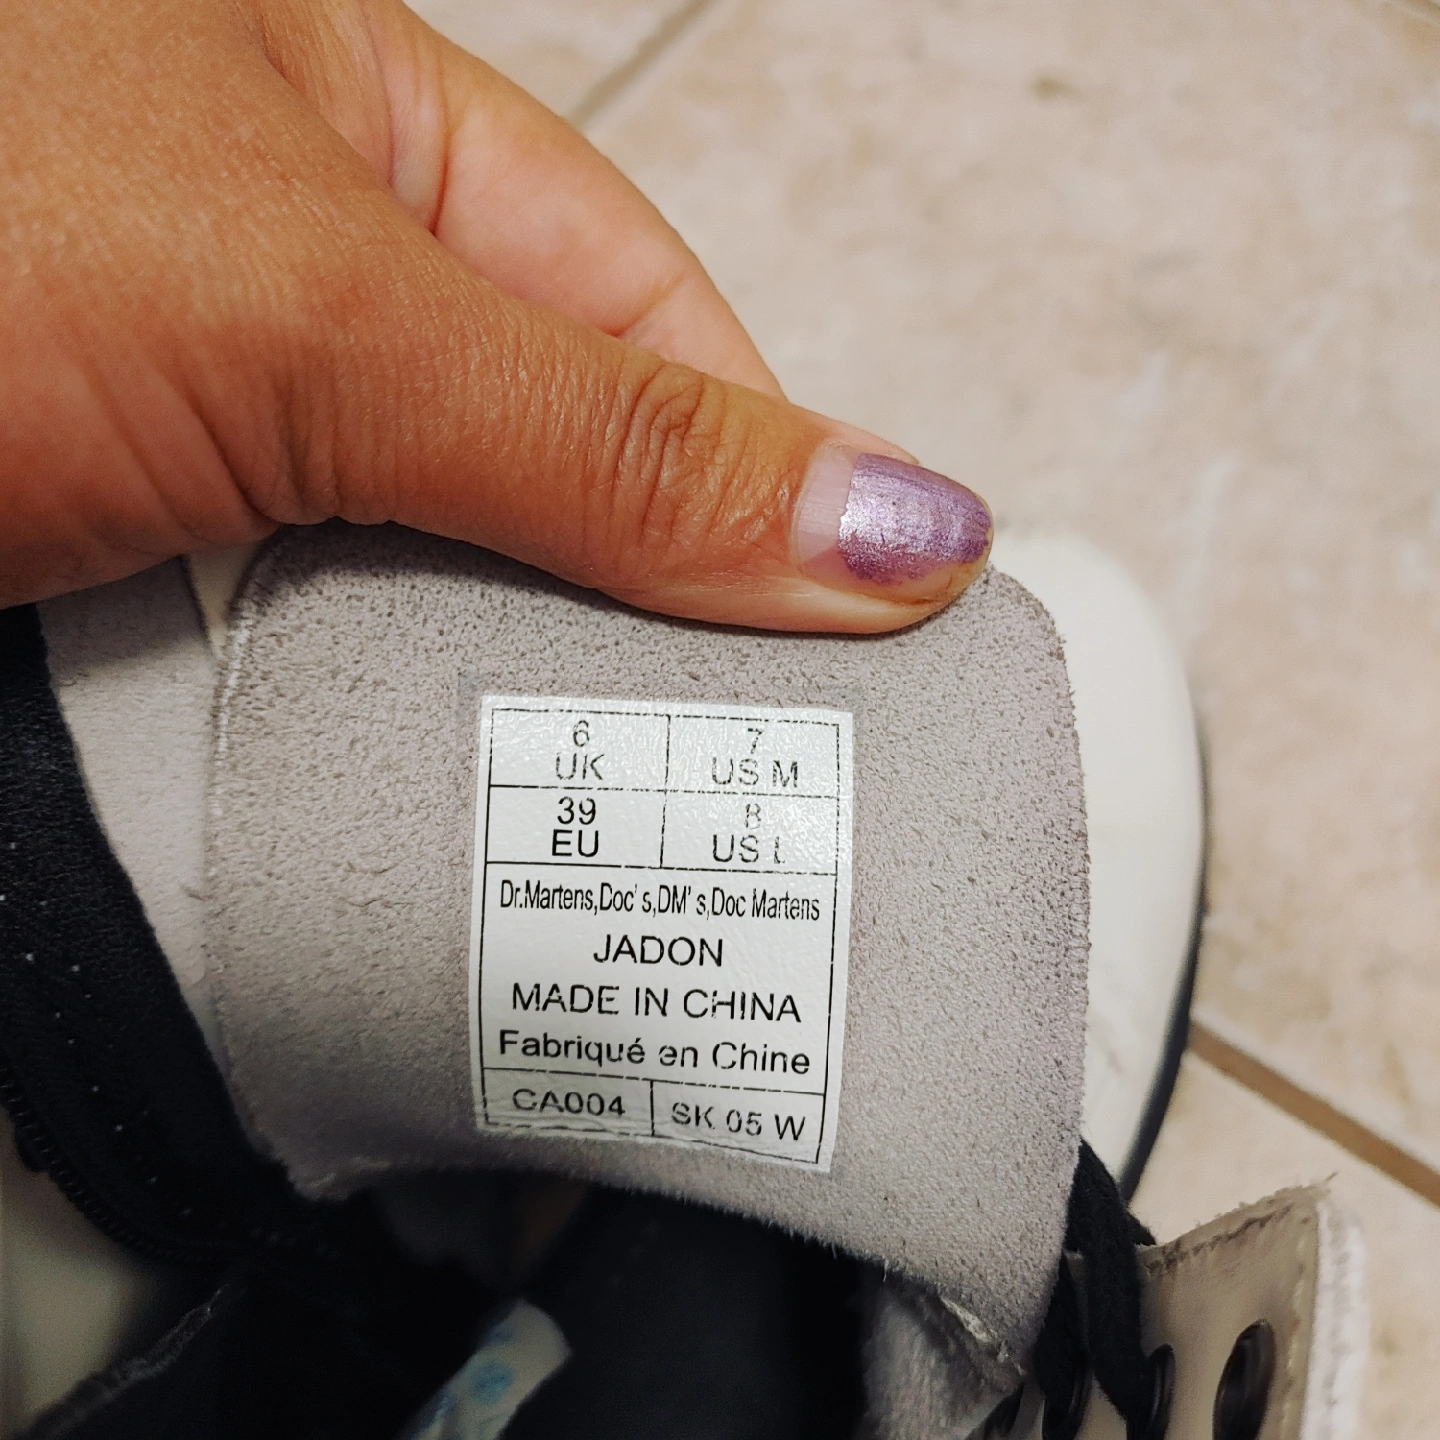 6 7
UK US M
39 8
EU US L
Dr.Martens,Doc's,DM's,Doc Martens
JADON
MADE IN CHINA
Fabriqué en Chine
CA004 SK 05 W